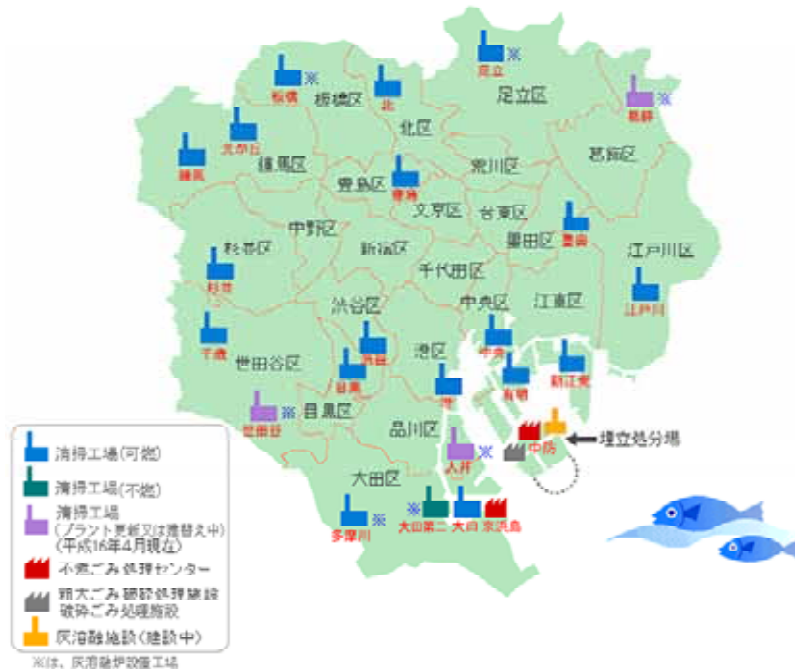 足立
※
板橋
※
北
足立区
板橋区
葛飾
※
北区
光が丘
練馬
練馬区
荒川区
葛飾区
豊島区
豊島
文京区
台東区
中野区
墨田区
墨田
杉並区
新宿区
江戸川区
千代田区
杉並
渋谷区
中央区
江東区
江戸川
千歳
渋谷
港区
中央
世田谷区
目黒
有明
新江東
港
世田谷
※
目黒区
品川区
中防
埋立処分場
大井
※
大田区
多摩川
※
※
大田第二
大田
京浜島
清掃工場(可燃)
清掃工場(不燃)
清掃工場
(プラント更新又は建替え中)
(平成16年4月現在)
不燃ごみ処理センター
粗大ごみ破砕処理施設
破砕ごみ処理施設
灰溶融施設(建設中)
※は、灰溶融炉設置工場